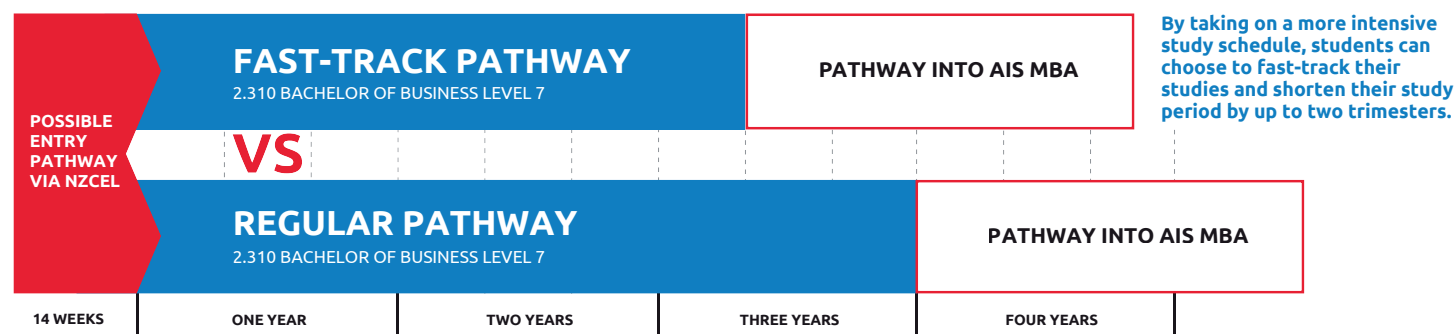 POSSIBLE
ENTRY
PATHWAY
VIA NZCEL
FAST-TRACK PATHWAY
2.310 BACHELOR OF BUSINESS LEVEL 7
PATHWAY INTO AIS MBA
By taking on a more intensive
study schedule, students can
choose to fast-track their
studies and shorten their study
period by up to two trimesters.
VS
REGULAR PATHWAY
2.310 BACHELOR OF BUSINESS LEVEL 7
PATHWAY INTO AIS MBA
14 WEEKS
ONE YEAR
TWO YEARS
THREE YEARS
FOUR YEARS